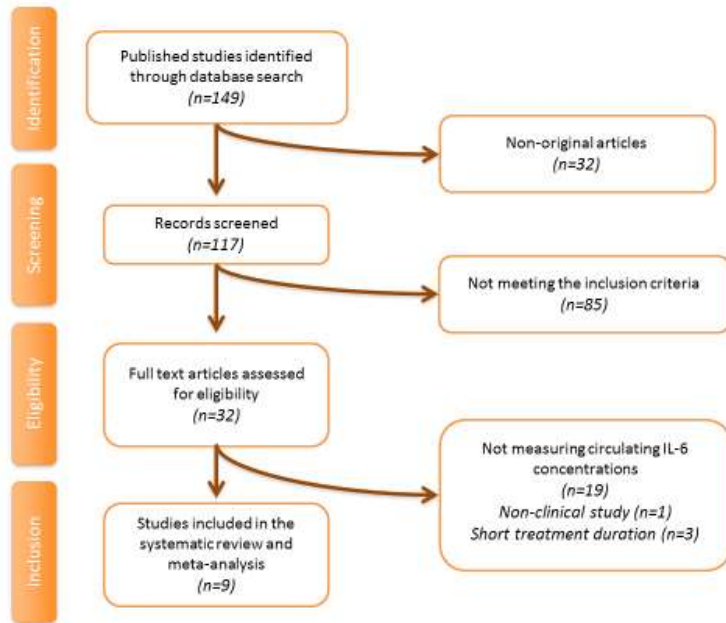 Identification
Published studies identified
through database search
(n=149)
Non-original articles
(n=32)
Screening
Records screened
(n=117)
Not meeting the inclusion criteria
(n=85)
Eligibility
Full text articles assessed
for eligibility
(n=32)
Not measuring circulating IL-6
concentrations
(n=19)
Non-clinical study (n=1)
Short treatment duration (n=3)
Inclusion
Studies included in the
systematic review and
meta-analysis
(n=9)